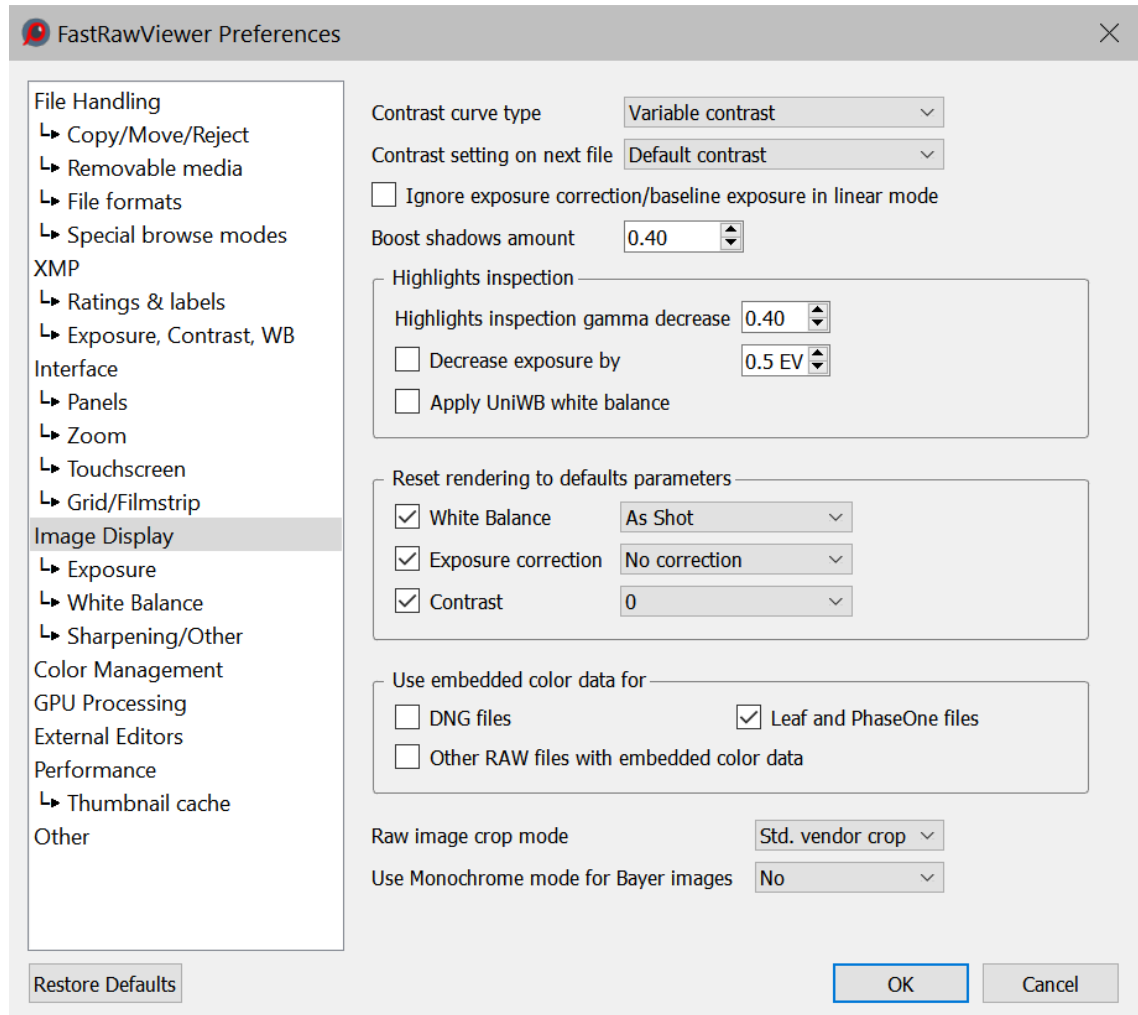 FastRawViewer Preferences
File Handling
Copy/Move/Reject
Removable media
File formats
Special browse modes
XMP
Ratings & labels
Exposure, Contrast, WB
Interface
Panels
Zoom
Touchscreen
Grid/Filmstrip
Image Display
Exposure
White Balance
Sharpening/Other
Color Management
GPU Processing
External Editors
Performance
Thumbnail cache
Other
Contrast curve type Variable contrast
Contrast setting on next file Default contrast
Ignore exposure correction/baseline exposure in linear mode
Boost shadows amount 0.40
Highlights inspection
Highlights inspection gamma decrease 0.40
Decrease exposure by 0.5 EV
Apply UniWB white balance
Reset rendering to defaults parameters
White Balance As Shot
Exposure correction No correction
Contrast 0
Use embedded color data for
DNG files Leaf and PhaseOne files
Other RAW files with embedded color data
Raw image crop mode Std. vendor crop
Use Monochrome mode for Bayer images No
Restore Defaults OK Cancel